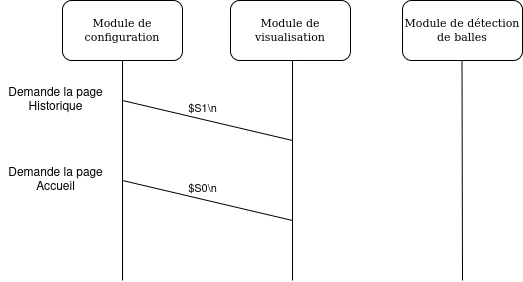 Module de
configuration
Module de
visualisation
Module de détection
de balles
Demande la page
Historique
$S1\n
Demande la page
Accueil
$S0\n